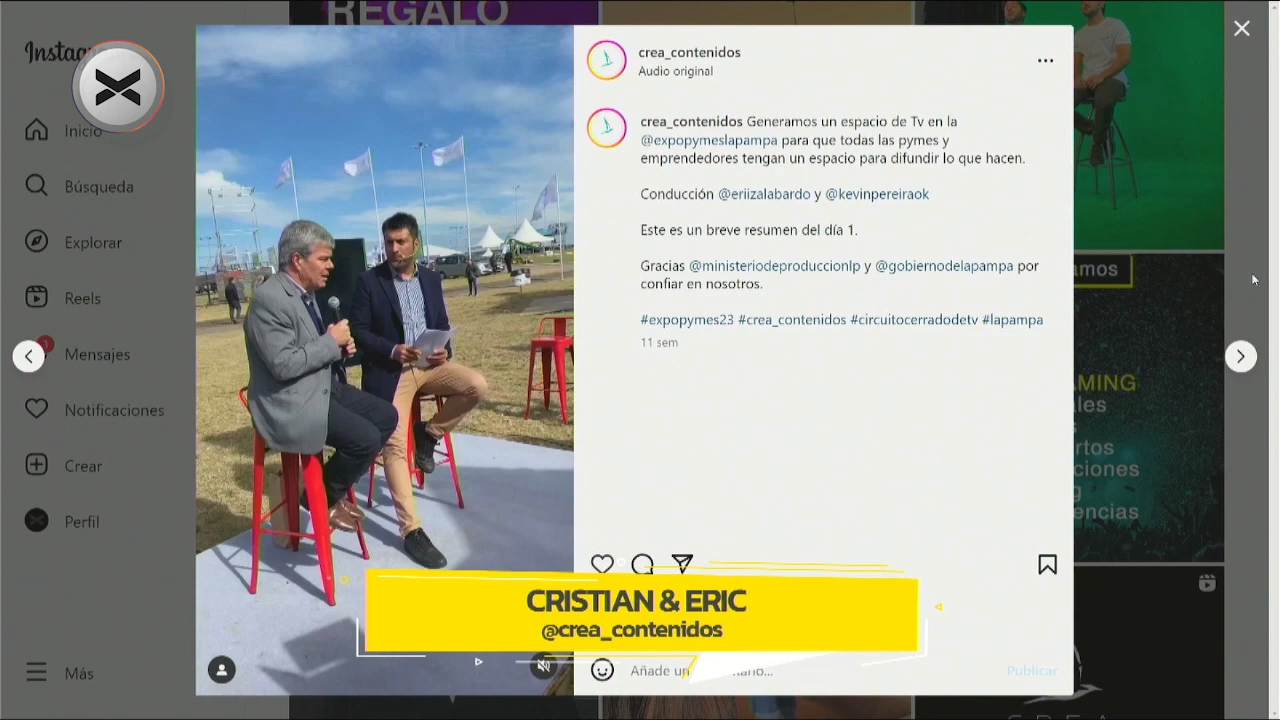 REGALO
Instag
Inicio
Búsqueda
Explorar
Reels
Mensajes
Notificaciones
Crear
Perfil
Más
crea_contenidos
Audio original
crea_contenidos Generamos un espacio de Tv en la
@expopymeslapampa para que todas las pymes y
emprendedores tengan un espacio para difundir lo que hacen.
Conducción @eriizalabardo y @kevinpereiraok
Este es un breve resumen del día 1.
Gracias @ministeriodeproduccionlp y @gobiernodelapampa por
confiar en nosotros.
#expopymes23 #crea_contenidos #circuitocerradodetv #lapampa
11 sem
CRISTIAN & ERIC
@crea_contenidos
Añade un
Publicar
amos
AMING
ales
rtos
ciones
encias